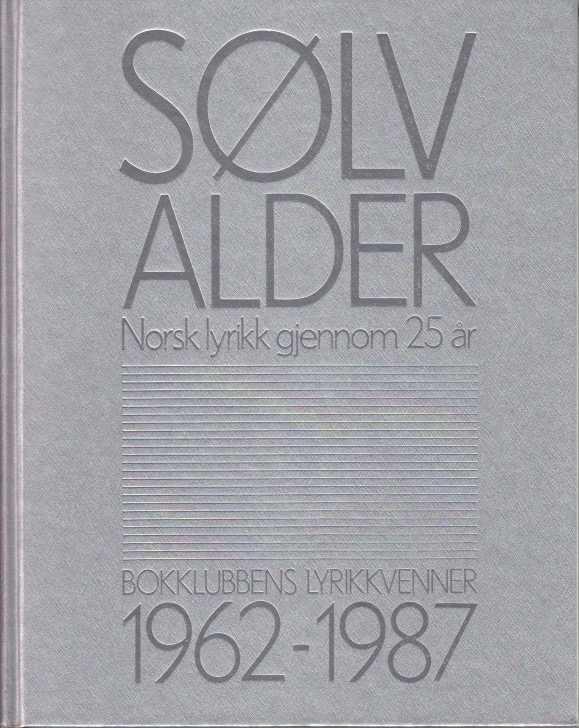 SØLV
ALDER
Norsk lyrikk gjennom 25 år
BOKKLUBBENS LYRIKKVENNER
1962-1987